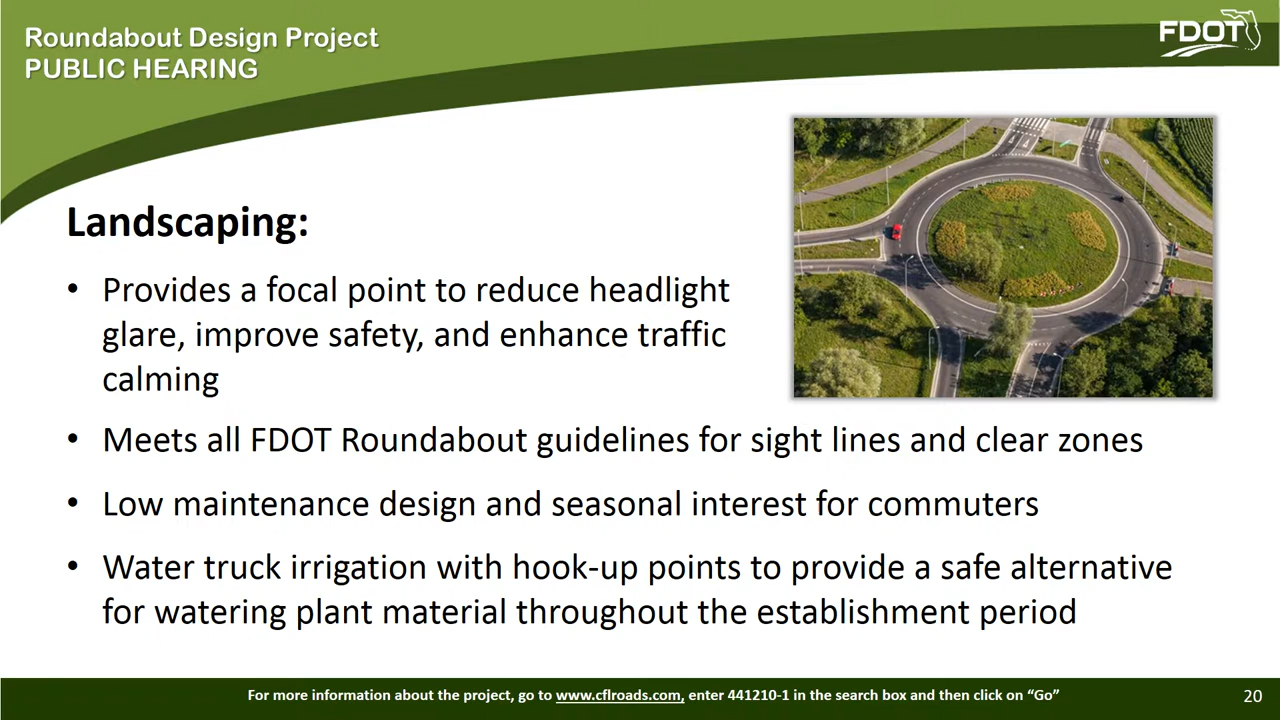 Roundabout Design Project
PUBLIC HEARING
FDOT
Landscaping:
• Provides a focal point to reduce headlight
glare, improve safety, and enhance traffic
calming
• Meets all FDOT Roundabout guidelines for sight lines and clear zones
• Low maintenance design and seasonal interest for commuters
• Water truck irrigation with hook-up points to provide a safe alternative
for watering plant material throughout the establishment period
For more information about the project, go to www.cflroads.com, enter 441210-1 in the search box and then click on “Go”
20